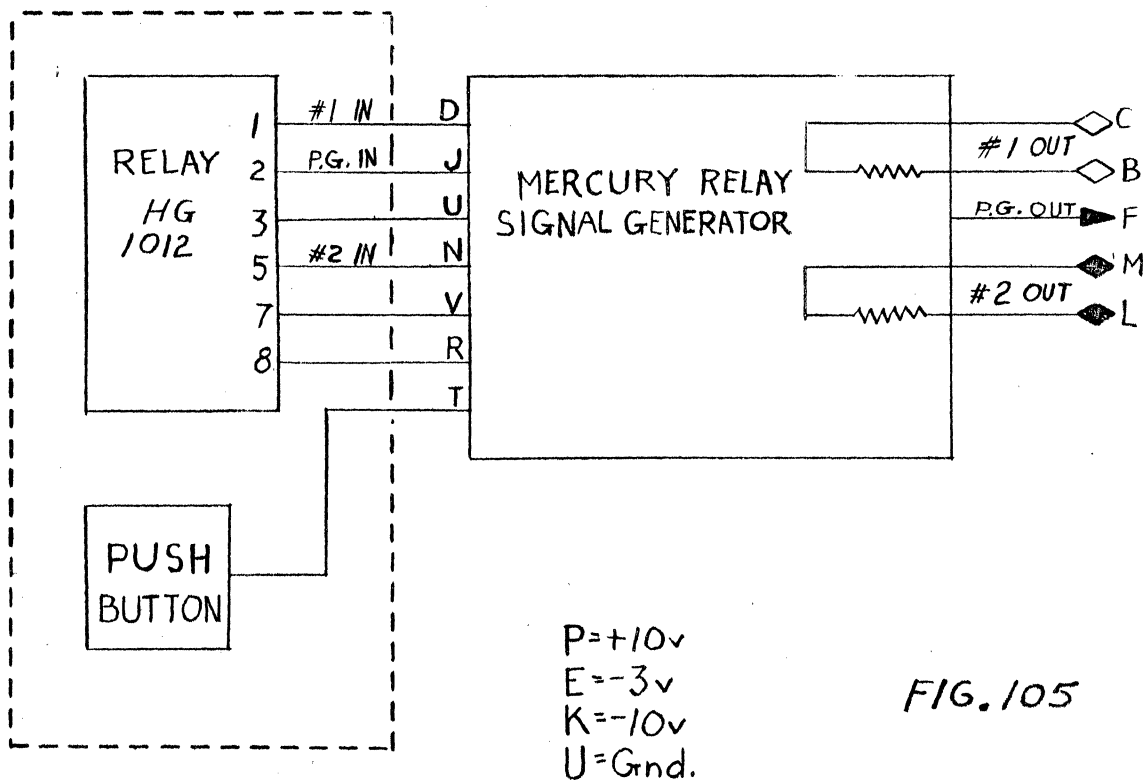 RELAY
HG
1012
1
2
3
5
7
8
#1 IN
P.G. IN
#2 IN
D
J
U
N
V
R
T
MERCURY RELAY
SIGNAL GENERATOR
#1 OUT
P.G. OUT
#2 OUT
C
B
F
M
L
PUSH
BUTTON
P=+10v
E=-3v
K=-10v
U=Gnd.
FIG. 105